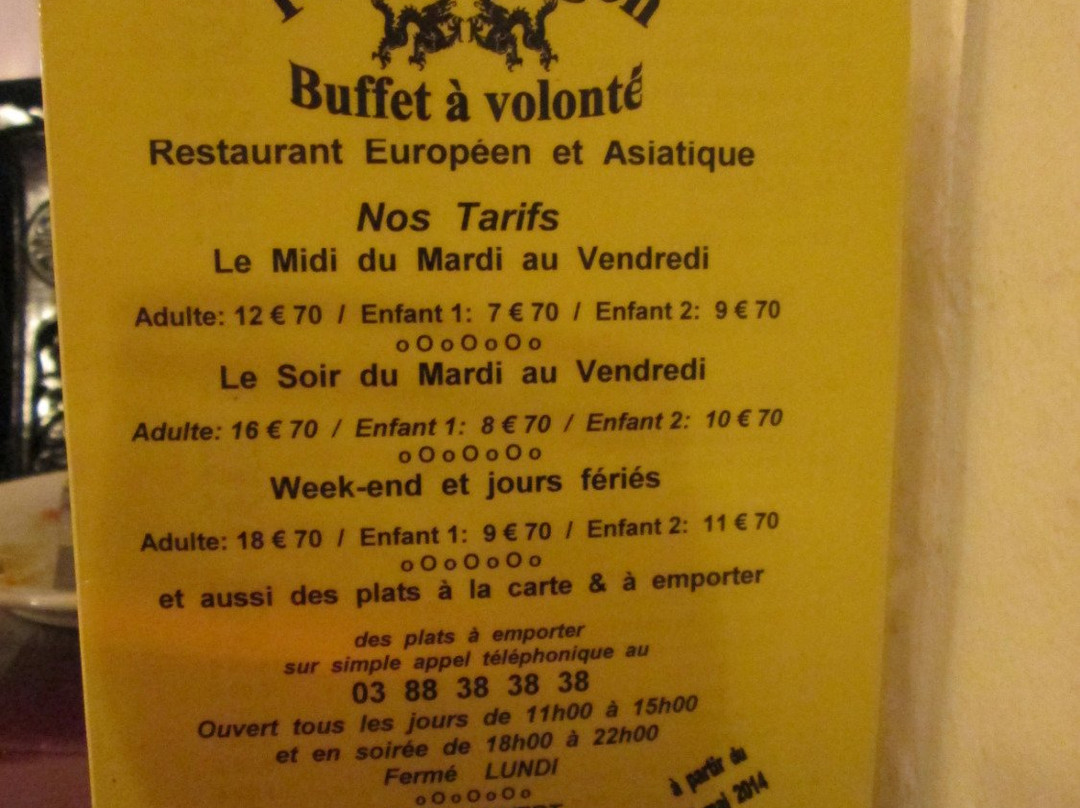 Buffet à volonté
Restaurant Européen et Asiatique
Nos Tarifs
Le Midi du Mardi au Vendredi
Adulte: 12 € 70 / Enfant 1: 7 € 70 / Enfant 2: 9 € 70
oOoOoOo
Le Soir du Mardi au Vendredi
Adulte: 16 € 70 / Enfant 1: 8 € 70 / Enfant 2: 10 € 70
oOoOoOo
Week-end et jours fériés
Adulte: 18 € 70 / Enfant 1: 9 € 70 / Enfant 2: 11 € 70
oOoOoOo
et aussi des plats à la carte & à emporter
des plats à emporter
sur simple appel téléphonique au
03 88 38 38 38
Ouvert tous les jours de 11h00 à 15h00
et en soirée de 18h00 à 22h00
Fermé LUNDI
oOoOoOo
à partir du
mai 2014